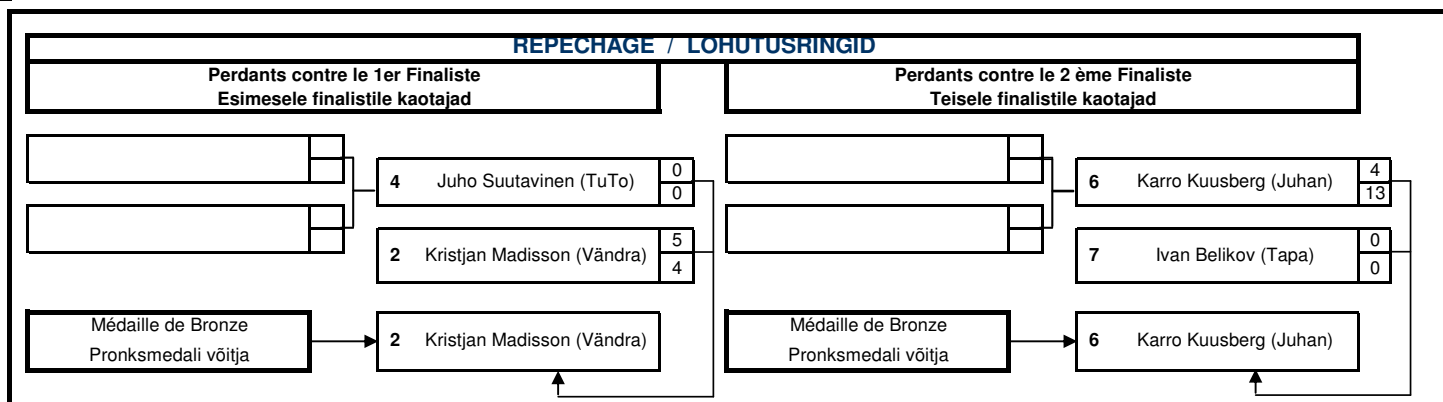 REPECHAGE / LOHUTUSRINGID
Perdants contre le 1er Finaliste
Esimesele finalistile kaotajad
Perdants contre le 2 ème Finaliste
Teisele finalistile kaotajad
4 Juho Suutavinen (TuTo) 0
0
2 Kristjan Madisson (Vändra) 5
4
Médaille de Bronze
Pronksmedali võitja
2 Kristjan Madisson (Vändra)
6 Karro Kuusberg (Juhan) 4
13
7 Ivan Belikov (Tapa) 0
0
Médaille de Bronze
Pronksmedali võitja
6 Karro Kuusberg (Juhan)